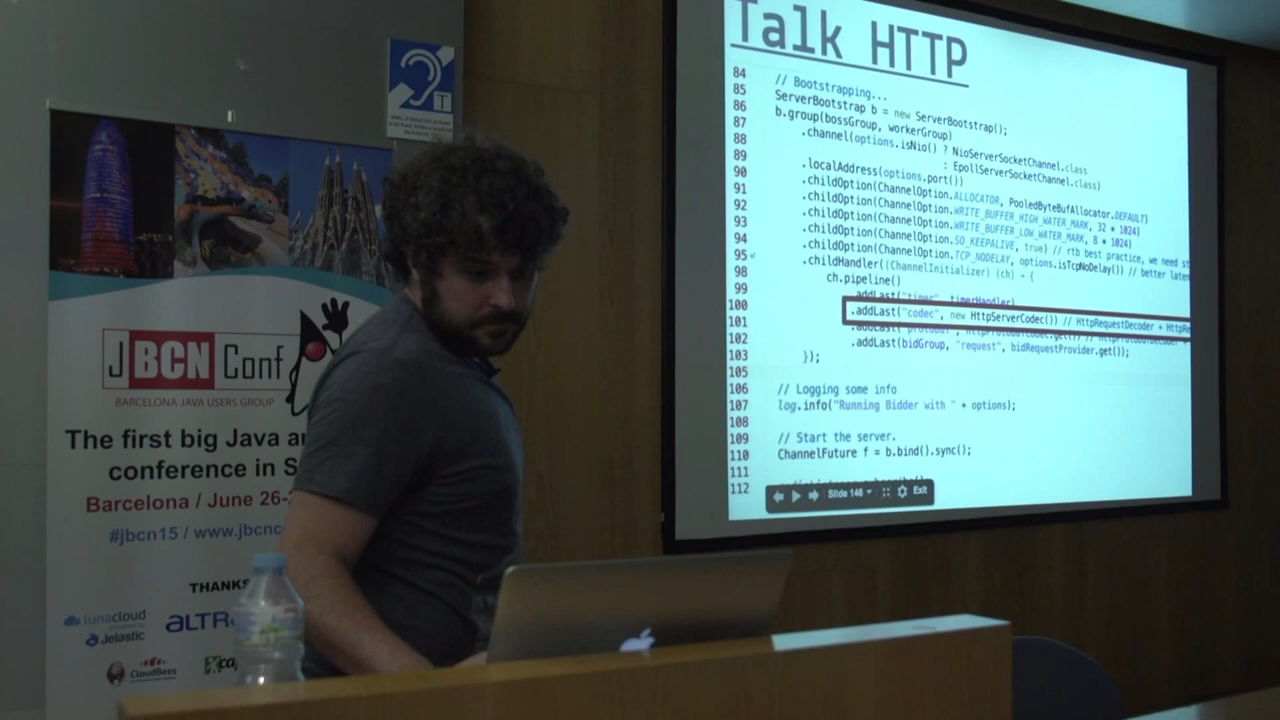 Talk HTTP
84 // Bootstrapping...
85 ServerBootstrap b = new ServerBootstrap();
86 b.group(bossGroup, workerGroup)
87 .channel(options.isNio() ? NioServerSocketChannel.class
88 : EpollServerSocketChannel.class)
89 .localAddress(options.port())
90 .childOption(ChannelOption.ALLOCATOR, PooledByteBufAllocator.DEFAULT)
91 .childOption(ChannelOption.WRITE_BUFFER_HIGH_WATER_MARK, 32 * 1024)
92 .childOption(ChannelOption.WRITE_BUFFER_LOW_WATER_MARK, 8 * 1024)
93 .childOption(ChannelOption.SO_KEEPALIVE, true) // rtb best practice, we need st
94 .childOption(ChannelOption.TCP_NODELAY, options.isTcpNoDelay()) // better laten
95 .childHandler((ChannelInitializer) (ch) → {
98 ch.pipeline()
99 .addLast("timer", timerHandler)
100 .addLast("codec", new HttpServerCodec()) // HttpRequestDecoder + HttpRe
101
102 .addLast(bidGroup, "request", bidRequestProvider.get());
103 });
105
106 // Logging some info
107 log.info("Running Bidder with " + options);
108
109 // Start the server.
110 ChannelFuture f = b.bind().sync();
111
112
Slide 146
Exit
T
JBCNConf
BARCELONA JAVA USERS GROUP
The first big Java a
conference in S
Barcelona / June 26-
#jbcn15 / www.jbcnc
THANKS
lunacloud
powered by
Jelastic
ALTR
CloudBees